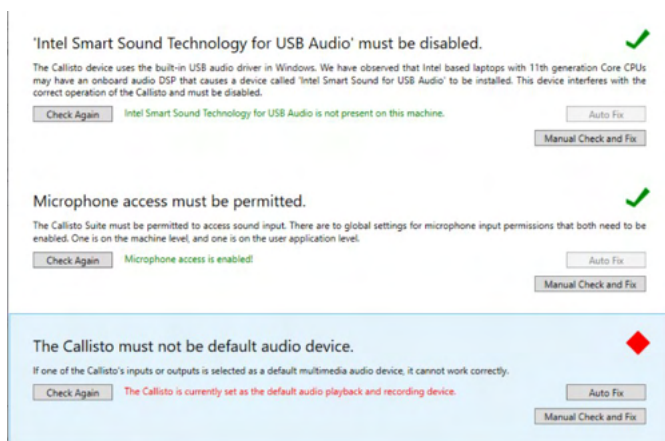 'Intel Smart Sound Technology for USB Audio' must be disabled.
The Callisto device uses the built-in USB audio driver in Windows. We have observed that Intel based laptops with 11th generation Core CPUs
may have an onboard audio DSP that causes a device called 'Intel Smart Sound for USB Audio' to be installed. This device interferes with the
correct operation of the Callisto and must be disabled.
Check Again Intel Smart Sound Technology for USB Audio is not present on this machine. Auto Fix
Manual Check and Fix
Microphone access must be permitted.
The Callisto Suite must be permitted to access sound input. There are to global settings for microphone input permissions that both need to be
enabled. One is on the machine level, and one is on the user application level.
Check Again Microphone access is enabled! Auto Fix
Manual Check and Fix
The Callisto must not be default audio device.
If one of the Callisto's inputs or outputs is selected as a default multimedia audio device, it cannot work correctly.
Check Again The Callisto is currently set as the default audio playback and recording device. Auto Fix
Manual Check and Fix